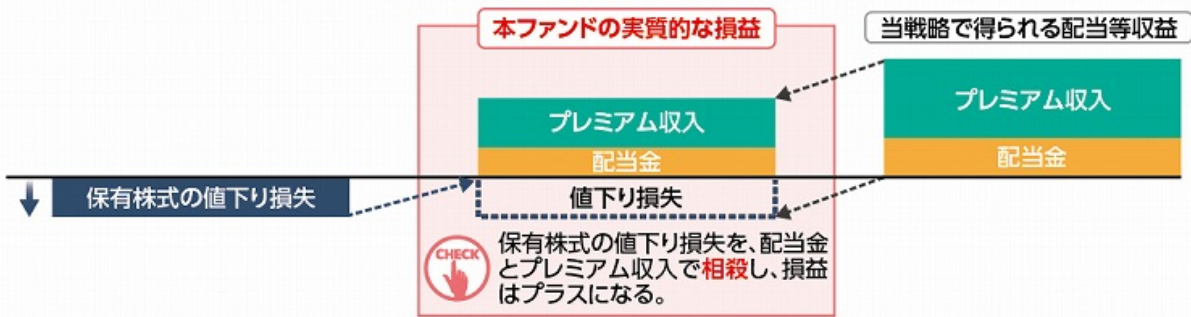 本ファンドの実質的な損益
当戦略で得られる配当等収益
プレミアム収入
配当金
プレミアム収入
配当金
保有株式の値下り損失
値下り損失
CHECK
保有株式の値下り損失を、配当金
とプレミアム収入で相殺し、損益
はプラスになる。